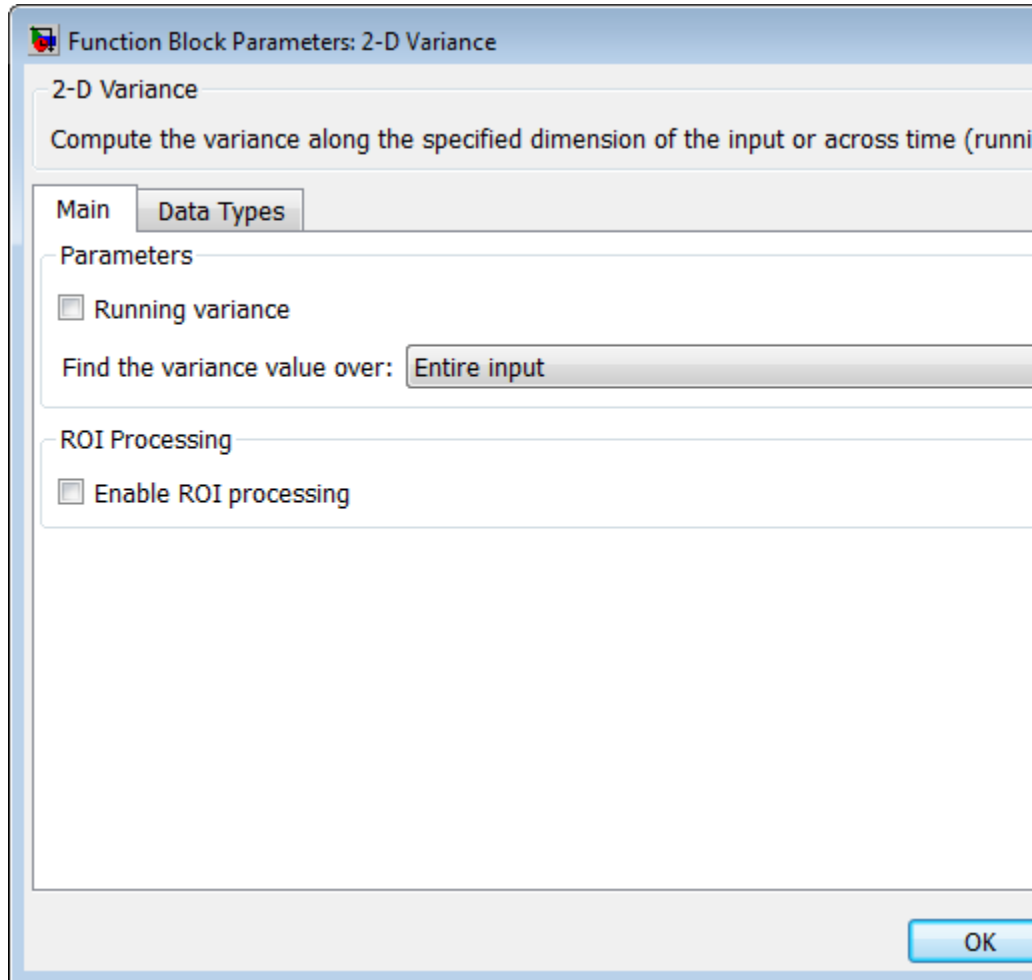 Function Block Parameters: 2-D Variance
2-D Variance
Compute the variance along the specified dimension of the input or across time
Main Data Types
Parameters
Running variance
Find the variance value over: Entire input
ROI Processing
Enable ROI processing
OK